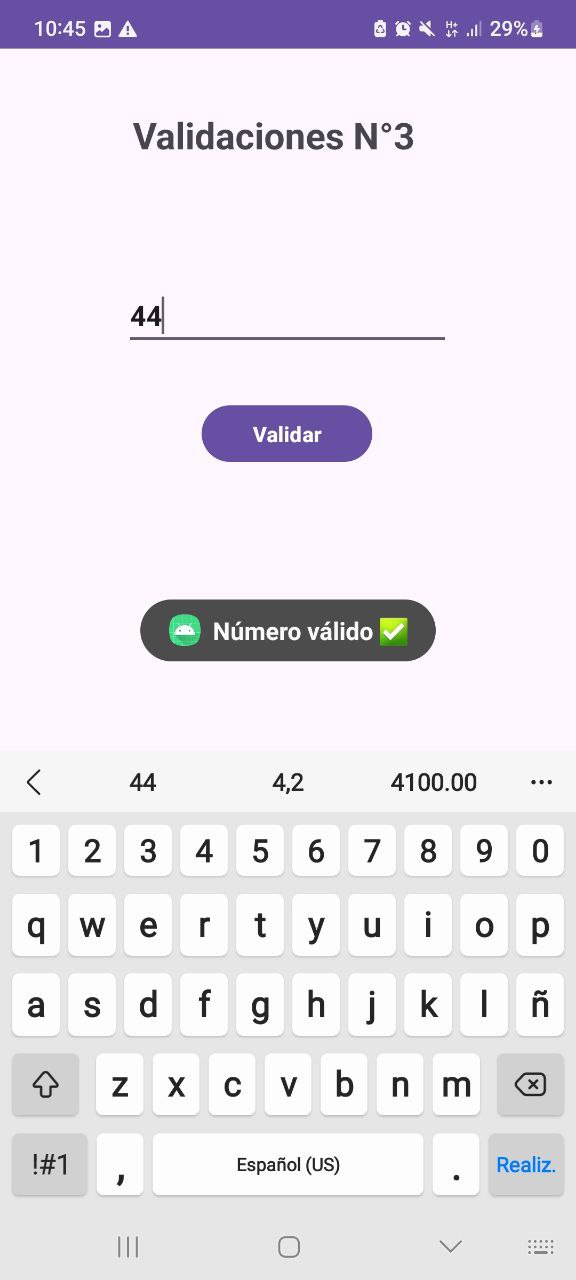 10:45 29%
Validaciones N°3
44
Validar
Número válido ✅
44 4,2 4100.00 ...
1 2 3 4 5 6 7 8 9 0
q w e r t y u i o p
a s d f g h j k l ñ
z x c v b n m
!#1 , Español (US) . Realiz.